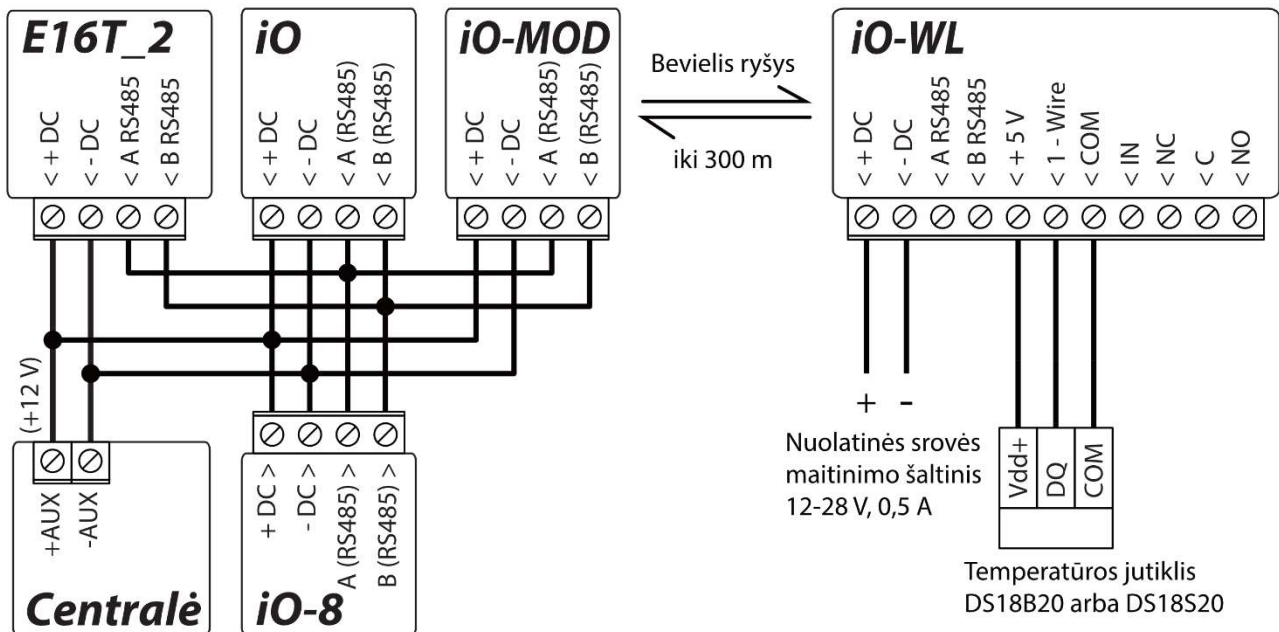 E16T_2
< + DC
< - DC
< A RS485
< B RS485
iO
< + DC
< - DC
< A (RS485)
< B (RS485)
iO-MOD
< + DC
< - DC
< A (RS485)
< B (RS485)
Bevielis ryšys
iki 300 m
iO-WL
< + DC
< - DC
< A RS485
< B RS485
< + 5 V
< 1 - Wire
< COM
< IN
< NC
< C
< NO
(+12 V)
+AUX
-AUX
Centralė
+ DC >
- DC >
A (RS485) >
B (RS485) >
iO-8
+ -
Nuolatinės srovės
maitinimo šaltinis
12-28 V, 0,5 A
Vdd+
DQ
COM
Temperatūros jutiklis
DS18B20 arba DS18S20